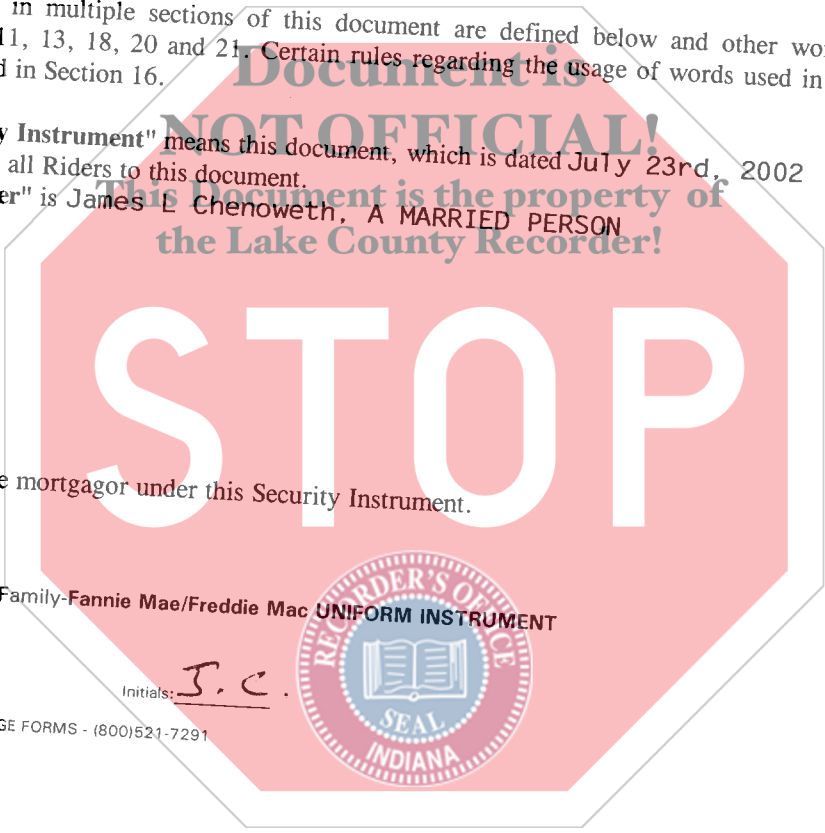 in multiple sections of this document are defined below and other wo
11, 13, 18, 20 and 21. Certain rules regarding the usage of words used in
d in Section 16.
Document is
NOT OFFICIAL!
y Instrument" means this document, which is dated July 23rd, 2002
all Riders to this document.
This Document is the property of
er" is James L Chenoweth, A MARRIED PERSON
the Lake County Recorder!
STOP
e mortgagor under this Security Instrument.
RECORDER'S OFFICE
Family-Fannie Mae/Freddie Mac UNIFORM INSTRUMENT
Initials: J. C.
SEAL
GE FORMS - (800)521-7291
INDIANA